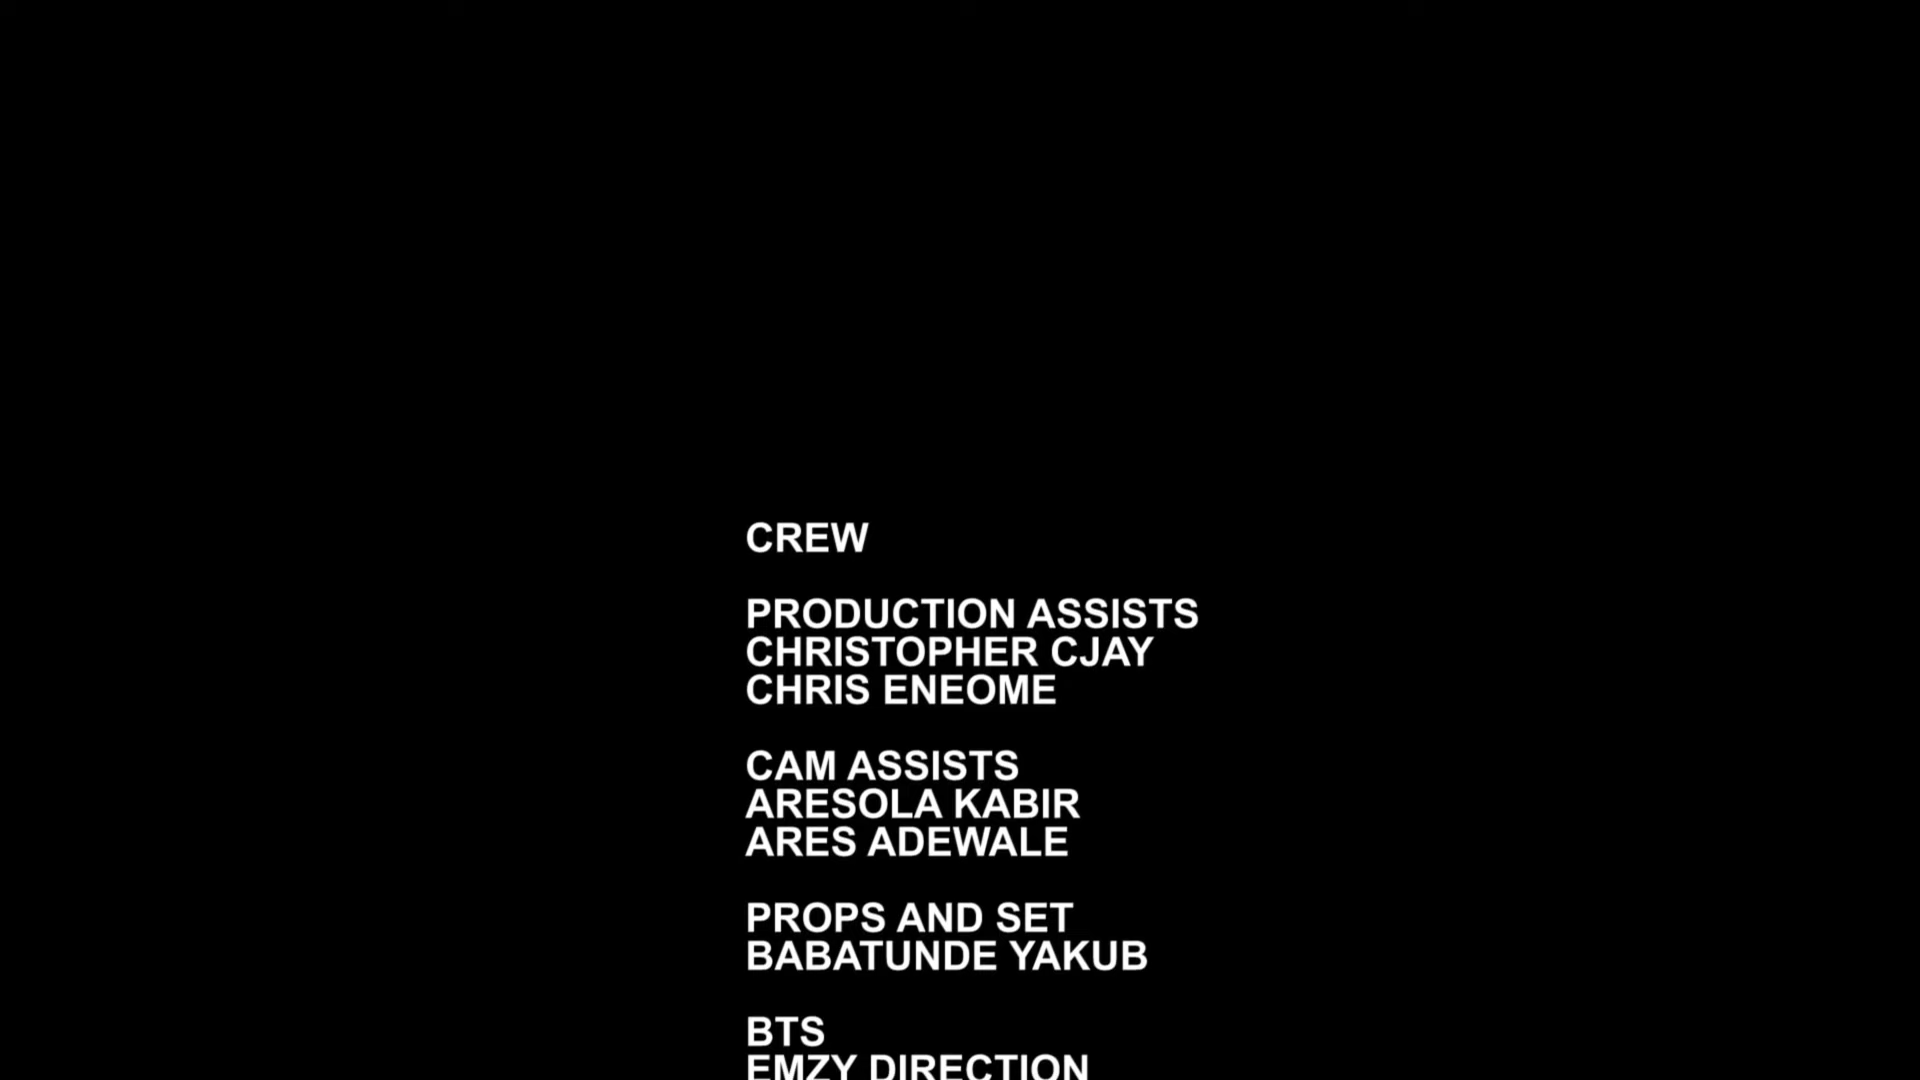 CREW
PRODUCTION ASSISTS
CHRISTOPHER CJAY
CHRIS ENEOME
CAM ASSISTS
ARESOLA KABIR
ARES ADEWALE
PROPS AND SET
BABATUNDE YAKUB
BTS
EMZY DIRECTION